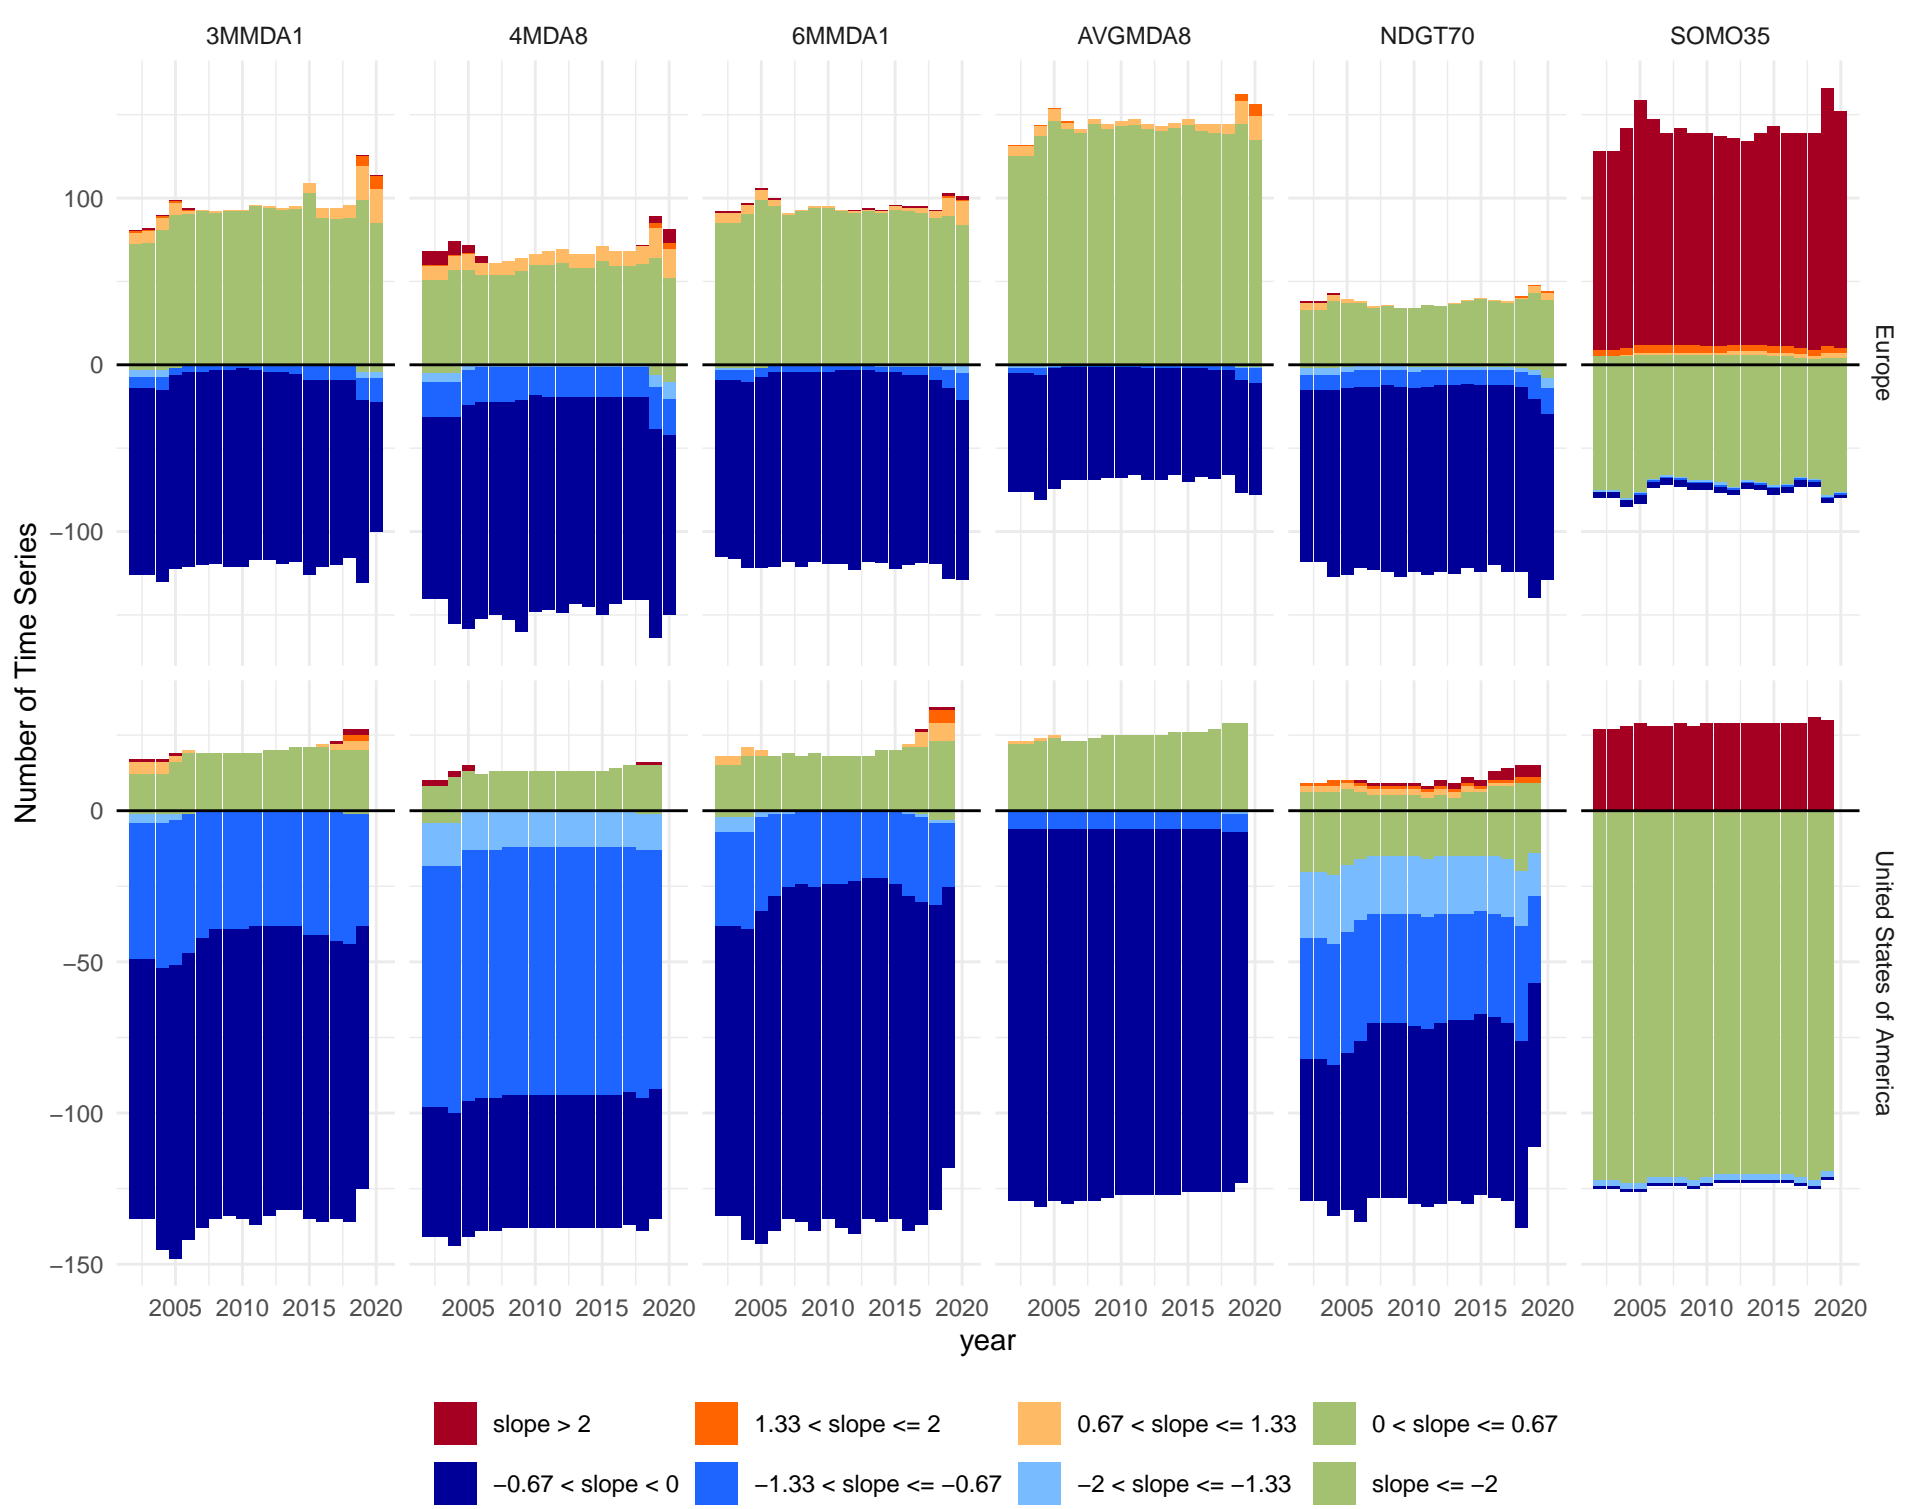 3MMDA1 4MDA8 6MMDA1 AVGMDA8 NDGT70 SOMO35
100
0
−100
Europe
Number of Time Series
0
−50
−100
−150
United States of America
2005 2010 2015 2020 2005 2010 2015 2020 2005 2010 2015 2020 2005 2010 2015 2020 2005 2010 2015 2020 2005 2010 2015 2020
year
slope > 2 1.33 < slope <= 2 0.67 < slope <= 1.33 0 < slope <= 0.67
−0.67 < slope < 0 −1.33 < slope <= −0.67 −2 < slope <= −1.33 slope <= −2